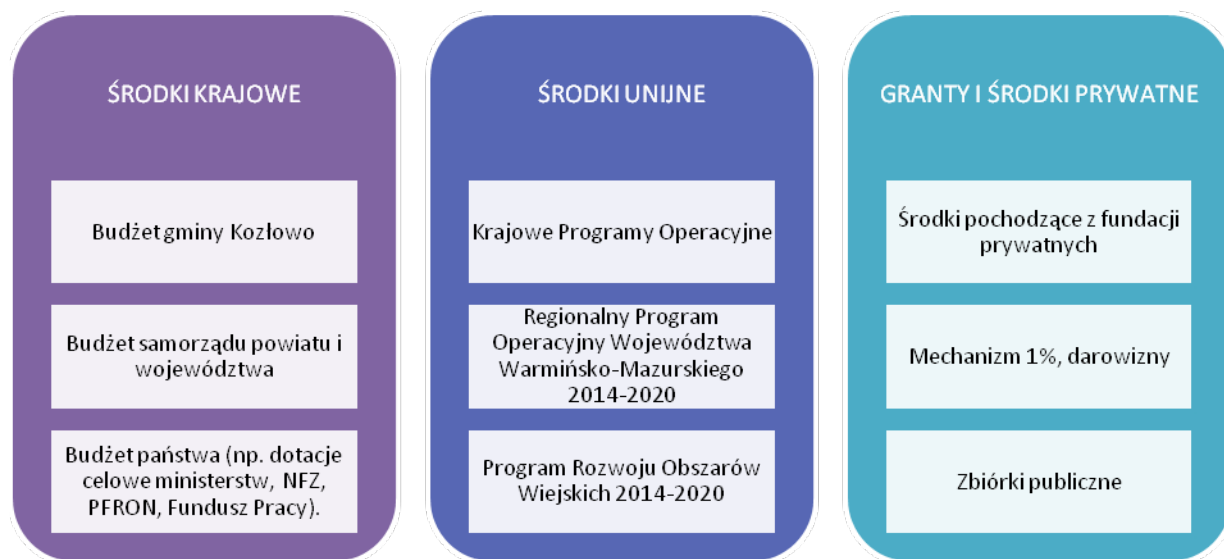 ŚRODKI KRAJOWE
Budżet gminy Kozłowo
Budżet samorządu powiatu i
województwa
Budżet państwa (np. dotacje
celowe ministerstw, NFZ,
PFRON, Fundusz Pracy).
ŚRODKI UNIJNE
Krajowe Programy Operacyjne
Regionalny Program
Operacyjny Województwa
Warmińsko-Mazurskiego
2014-2020
Program Rozwoju Obszarów
Wiejskich 2014-2020
GRANTY I ŚRODKI PRYWATNE
Środki pochodzące z fundacji
prywatnych
Mechanizm 1%, darowizny
Zbiórki publiczne